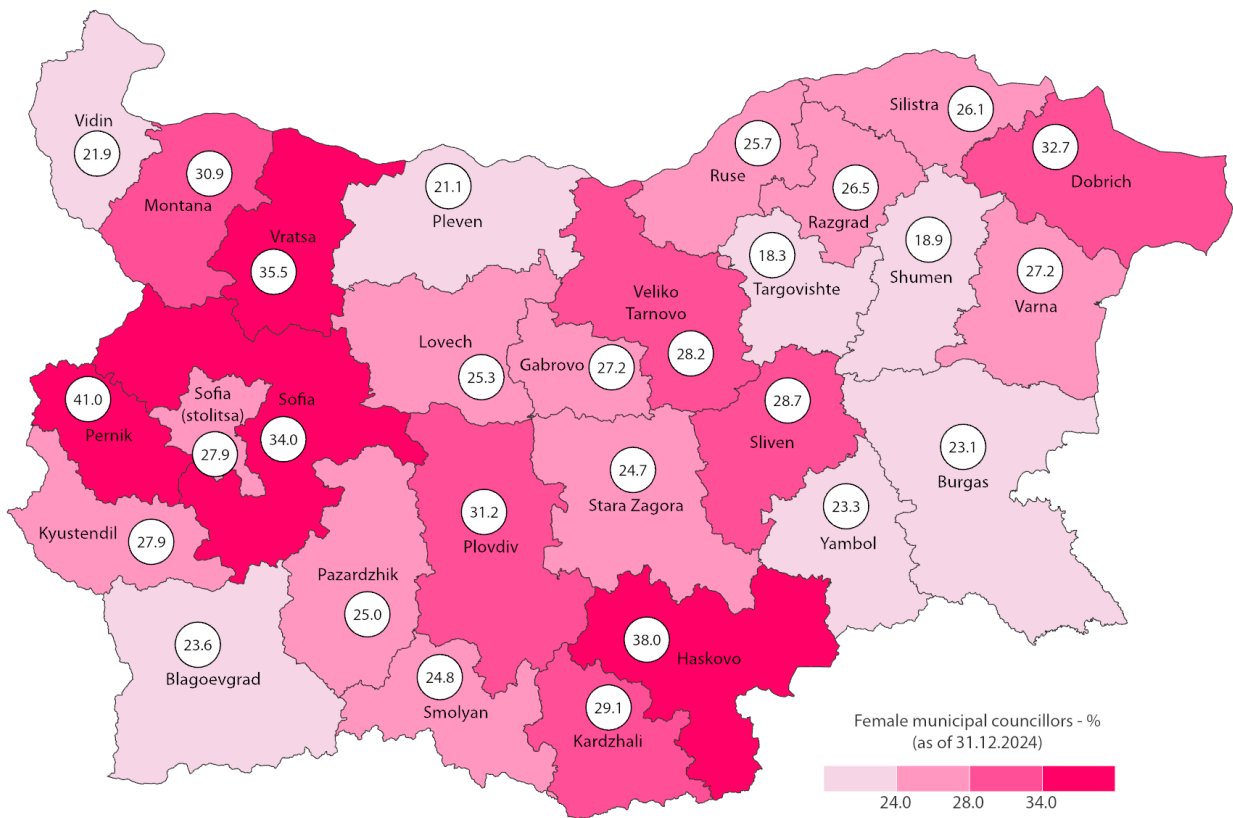 Vidin
21.9
30.9
Montana
Vratsa
35.5
21.1
Pleven
25.7
Ruse
Silistra
26.1
32.7
Dobrich
26.5
Razgrad
18.3
Targovishte
18.9
Shumen
27.2
Varna
Veliko
Tarnovo
28.2
Lovech
25.3
Gabrovo
27.2
41.0
Pernik
Sofia
(stolitsa)
27.9
Sofia
34.0
28.7
Sliven
23.1
Burgas
24.7
Stara Zagora
23.3
Yambol
31.2
Plovdiv
Kyustendil
27.9
Pazardzhik
25.0
23.6
Blagoevgrad
24.8
Smolyan
38.0
Haskovo
29.1
Kardzhali
Female municipal councillors - %
(as of 31.12.2024)
24.0 28.0 34.0